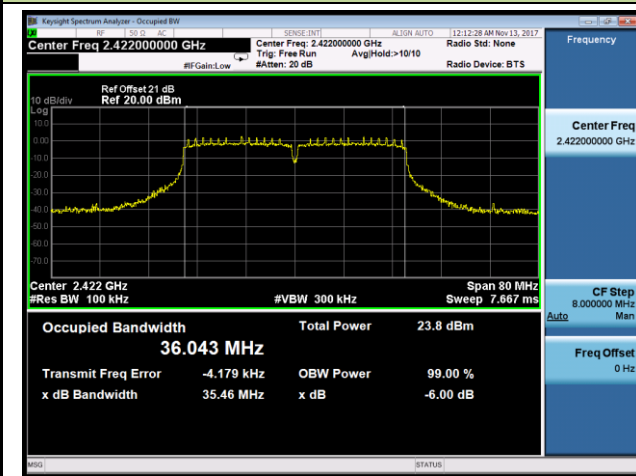 Keysight Spectrum Analyzer - Occupied BW
RF 50 Ω AC SENSE:INT ALIGN AUTO 12:12:28 AM Nov 13, 2017
Center Freq 2.422000000 GHz
Center Freq: 2.422000000 GHz Radio Std: None
Trig: Free Run Avg|Hold:>10/10
#IFGain:Low #Atten: 20 dB Radio Device: BTS
Frequency
Ref Offset 21 dB
10 dB/div Ref 20.00 dBm
Log
10.0
0.00
-10.0
-20.0
-30.0
-40.0
-50.0
-60.0
-70.0
Center 2.422 GHz Span 80 MHz
#Res BW 100 kHz #VBW 300 kHz Sweep 7.667 ms
Center Freq
2.422000000 GHz
CF Step
8.000000 MHz
Auto Man
Freq Offset
0 Hz
Occupied Bandwidth Total Power 23.8 dBm
36.043 MHz
Transmit Freq Error -4.179 kHz OBW Power 99.00 %
x dB Bandwidth 35.46 MHz x dB -6.00 dB
MSG STATUS